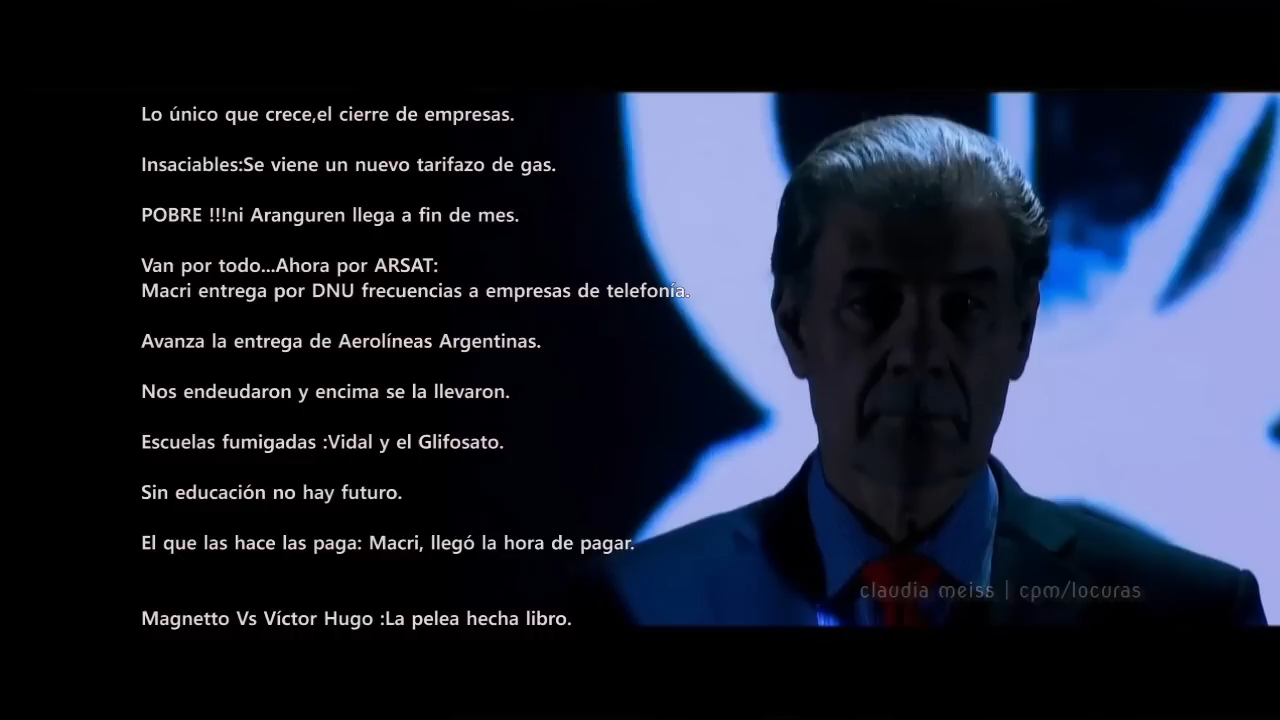 Lo único que crece,el cierre de empresas.
Insaciables:Se viene un nuevo tarifazo de gas.
POBRE !!!ni Aranguren llega a fin de mes.
Van por todo...Ahora por ARSAT:
Macri entrega por DNU frecuencias a empresas de telefonía.
Avanza la entrega de Aerolíneas Argentinas.
Nos endeudaron y encima se la llevaron.
Escuelas fumigadas :Vidal y el Glifosato.
Sin educación no hay futuro.
El que las hace las paga: Macri, llegó la hora de pagar.
claudia meiss | cpm/locuras
Magnetto Vs Víctor Hugo :La pelea hecha libro.